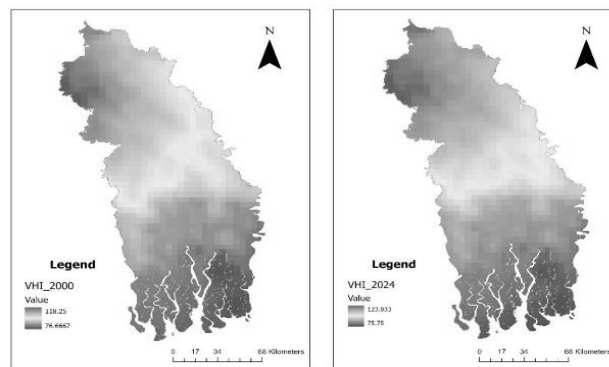 N
Legend
VHI_2000
Value
118.25
76.6667
0 17 34 68 Kilometers
N
Legend
VHI_2024
Value
123.833
75.75
0 17 34 68 Kilometers